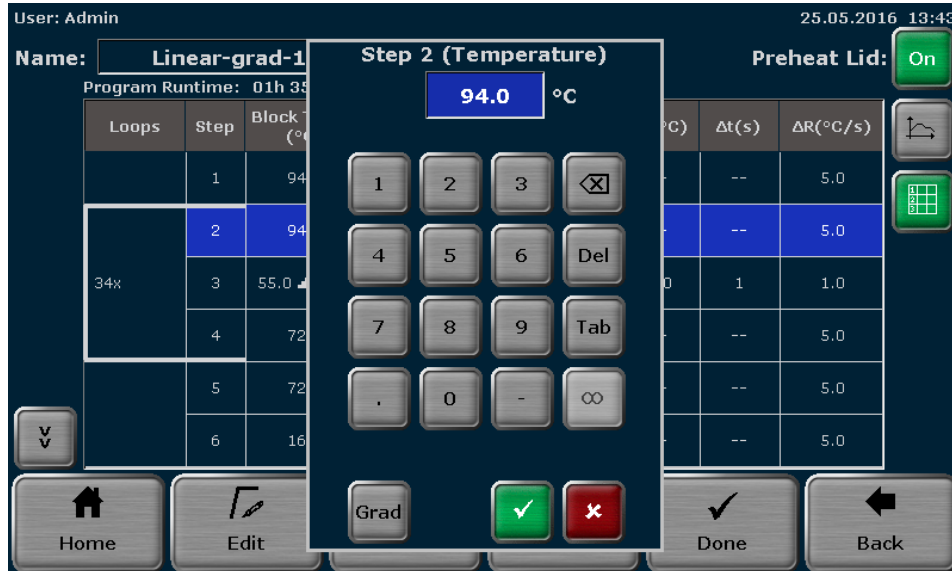 User: Admin 25.05.2016 13:43
Name: Linear-grad-1 Preheat Lid: On
Program Runtime: 01h
Step 2 (Temperature)
94.0 °C
Loops Step Block Δt(s) ΔR(°C/s)
1 94 -- 5.0
2 94 -- 5.0
34x 3 55.0 1 1.0
4 72 -- 5.0
5 72 -- 5.0
6 16 -- 5.0
1 2 3
4 5 6 Del
7 8 9 Tab
. 0 - ∞
Grad
Home Edit Done Back